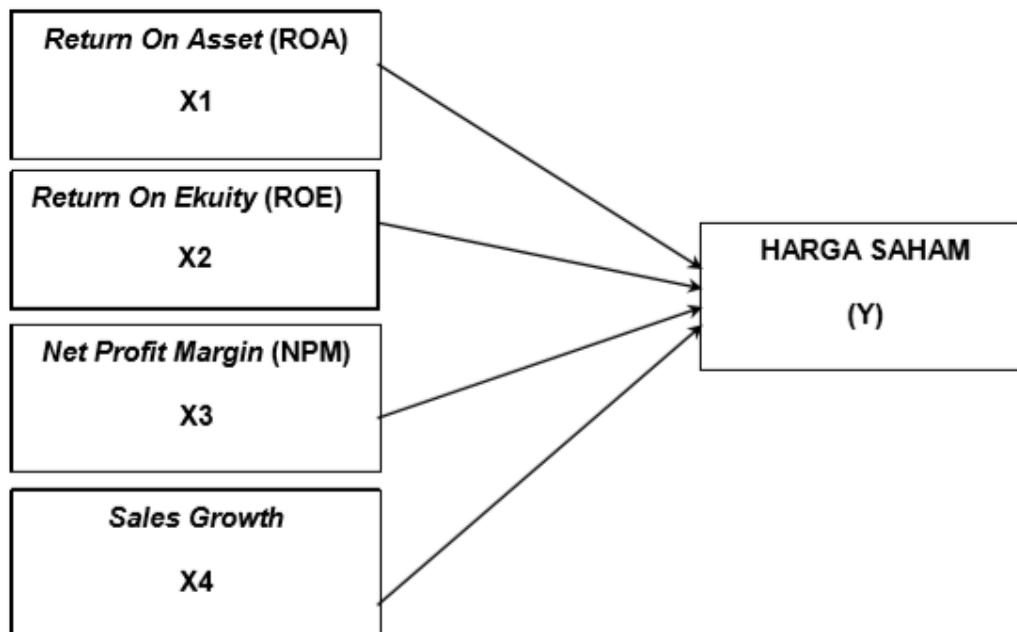 Return On Asset (ROA)
X1
Return On Ekuity (ROE)
X2
Net Profit Margin (NPM)
X3
Sales Growth
X4
HARGA SAHAM
(Y)